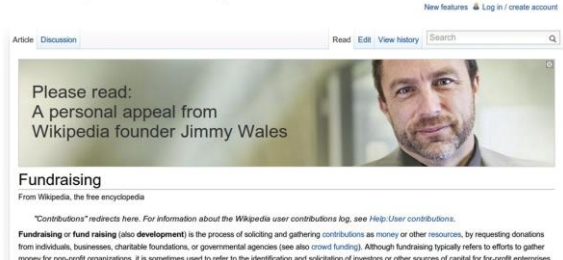 New features Log in / create account
Article Discussion Read Edit View history Search
Please read:
A personal appeal from
Wikipedia founder Jimmy Wales
Fundraising
From Wikipedia, the free encyclopedia
"Contributions" redirects here. For information about the Wikipedia user contributions log, see Help:User contributions.
Fundraising or fund raising (also development) is the process of soliciting and gathering contributions as money or other resources, by requesting donations
from individuals, businesses, charitable foundations, or governmental agencies (see also crowd funding). Although fundraising typically refers to efforts to gather
money for non-profit organizations, it is sometimes used to refer to the identification and solicitation of investors or other sources of capital for for-profit enterprises.